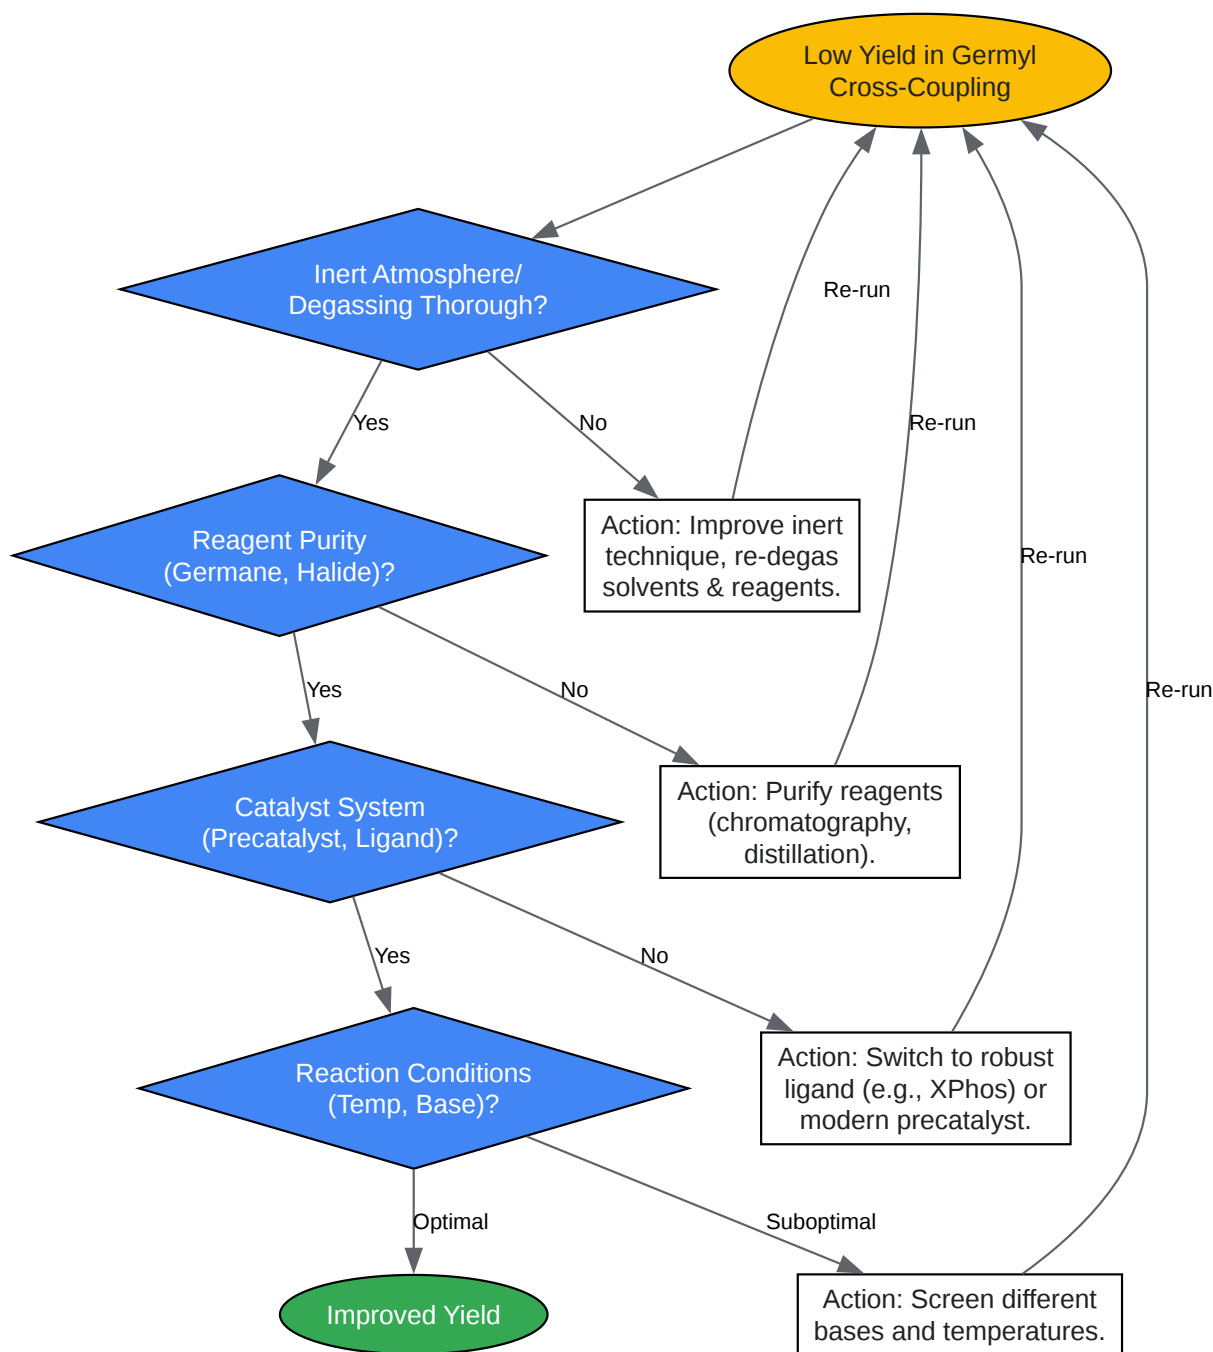 Low Yield in Germyl
Cross-Coupling
Inert Atmosphere/
Degassing Thorough?
Re-run
Yes
No
Re-run
Action: Improve inert
technique, re-degas
solvents & reagents.
Reagent Purity
(Germane, Halide)?
Re-run
Yes
No
Re-run
Action: Purify reagents
(chromatography,
distillation).
Catalyst System
(Precatalyst, Ligand)?
Yes
No
Action: Switch to robust
ligand (e.g., XPhos) or
modern precatalyst.
Reaction Conditions
(Temp, Base)?
Optimal
Suboptimal
Improved Yield
Action: Screen different
bases and temperatures.